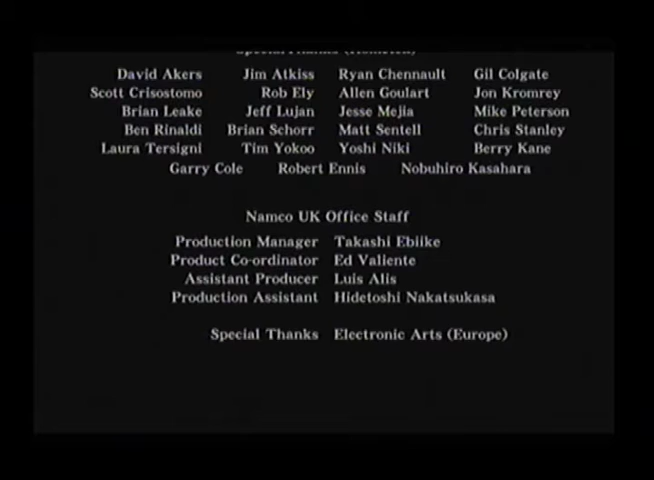 Special Thanks
David Akers Jim Atkiss Ryan Chennault Gil Colgate
Scott Crisostomo Rob Ely Allen Goulart Jon Kromrey
Brian Leake Jeff Lujan Jesse Mejia Mike Peterson
Ben Rinaldi Brian Schorr Matt Sentell Chris Stanley
Laura Tersigni Tim Yokoo Yoshi Niki Berry Kane
Garry Cole Robert Ennis Nobuhiro Kasahara
Namco UK Office Staff
Production Manager Takashi Ebiike
Product Co-ordinator Ed Valiente
Assistant Producer Luis Alis
Production Assistant Hidetoshi Nakatsukasa
Special Thanks Electronic Arts (Europe)